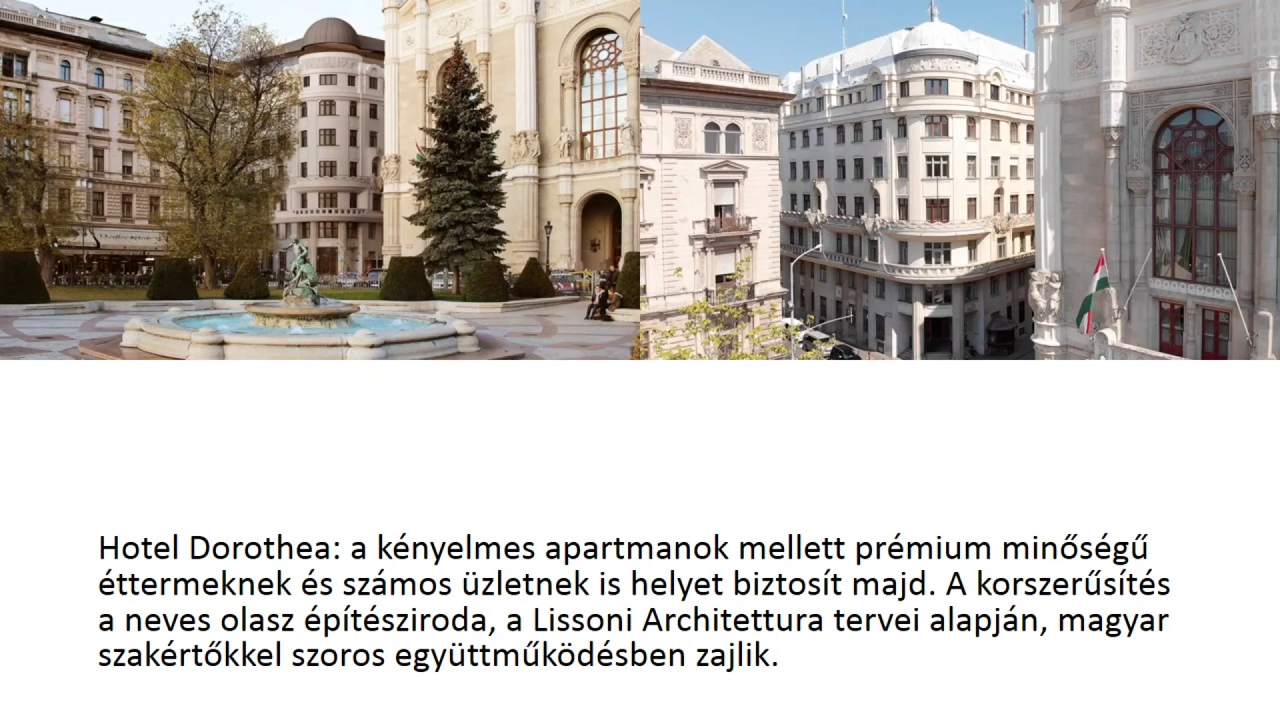 Hotel Dorothea: a kényelmes apartmanok mellett prémium minőségű
éttermeknek és számos üzletnek is helyet biztosít majd. A korszerűsítés
a neves olasz építésziroda, a Lissoni Architettura tervei alapján, magyar
szakértőkkel szoros együttműködésben zajlik.